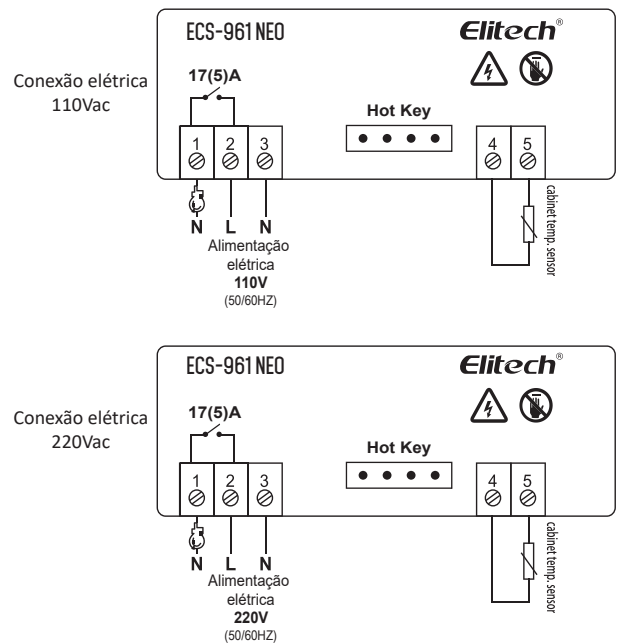 ECS-961 NEO
Elitech®
Conexão elétrica
110Vac
17(5)A
Hot Key
1 2 3
4 5
N L N
Alimentação
elétrica
110V
(50/60HZ)
cabinet temp. sensor
ECS-961 NEO
Elitech®
Conexão elétrica
220Vac
17(5)A
Hot Key
1 2 3
4 5
N L N
Alimentação
elétrica
220V
(50/60HZ)
cabinet temp. sensor